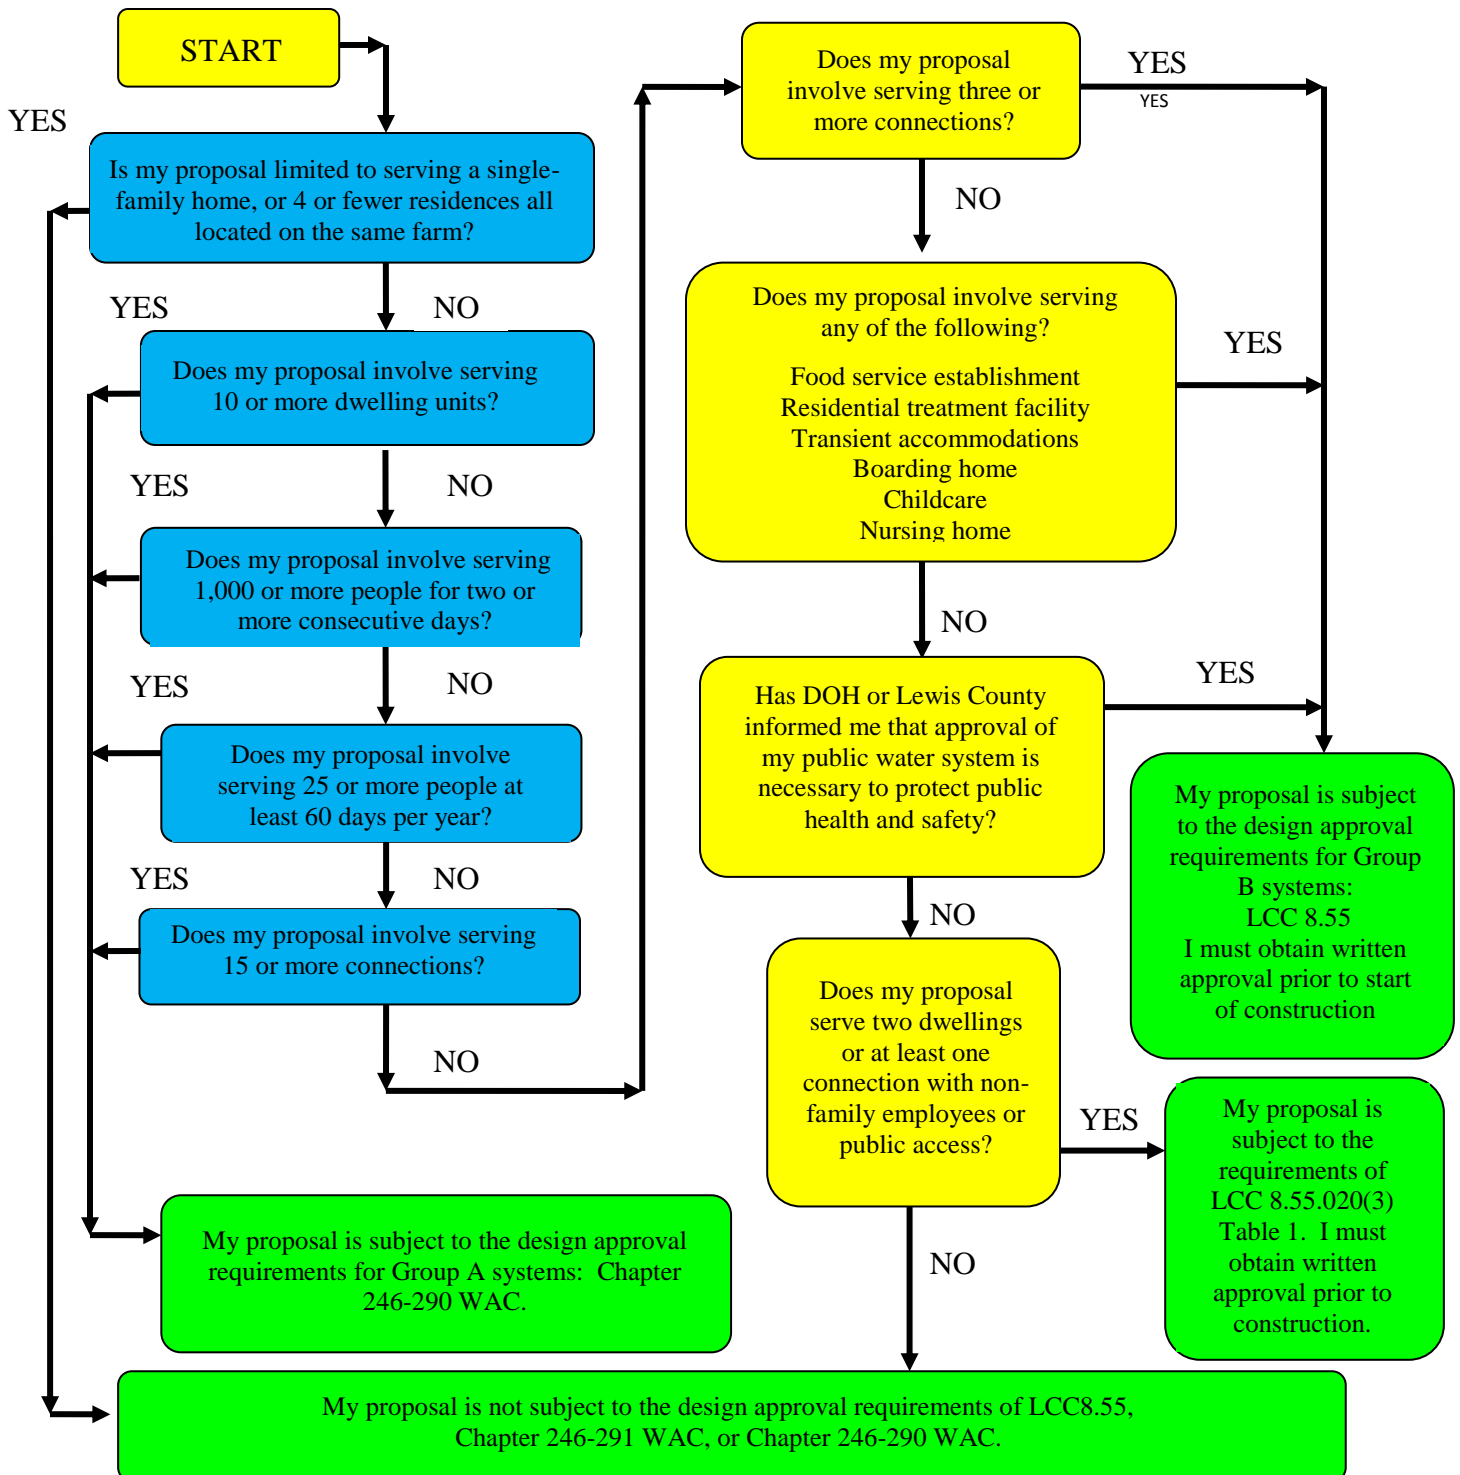 START
YES
Is my proposal limited to serving a single-
family home, or 4 or fewer residences all
located on the same farm?
YES
NO
Does my proposal involve serving
10 or more dwelling units?
YES
NO
Does my proposal involve serving
1,000 or more people for two or
more consecutive days?
YES
NO
Does my proposal involve
serving 25 or more people at
least 60 days per year?
YES
NO
Does my proposal involve serving
15 or more connections?
NO
My proposal is subject to the design approval
requirements for Group A systems:  Chapter
246-290 WAC.
Does my proposal
involve serving three or
more connections?
YES
YES
NO
Does my proposal involve serving
any of the following?
Food service establishment
Residential treatment facility
Transient accommodations
Boarding home
Childcare
Nursing home
YES
NO
Has DOH or Lewis County
informed me that approval of
my public water system is
necessary to protect public
health and safety?
YES
My proposal is subject
to the design approval
requirements for Group
B systems:
LCC 8.55
I must obtain written
approval prior to start
of construction
NO
Does my proposal
serve two dwellings
or at least one
connection with non-
family employees or
public access?
YES
My proposal is
subject to the
requirements of
LCC 8.55.020(3)
Table 1.  I must
obtain written
approval prior to
construction.
NO
My proposal is not subject to the design approval requirements of LCC8.55,
Chapter 246-291 WAC, or Chapter 246-290 WAC.